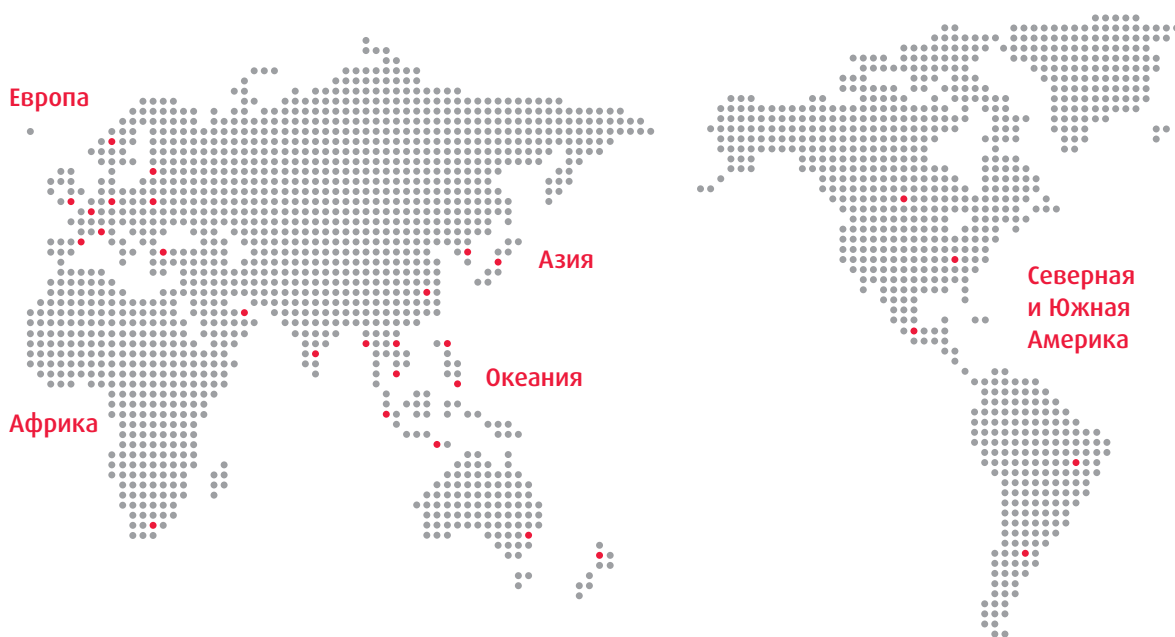 Европа
Азия
Северная
и Южная
Америка
Океания
Африка